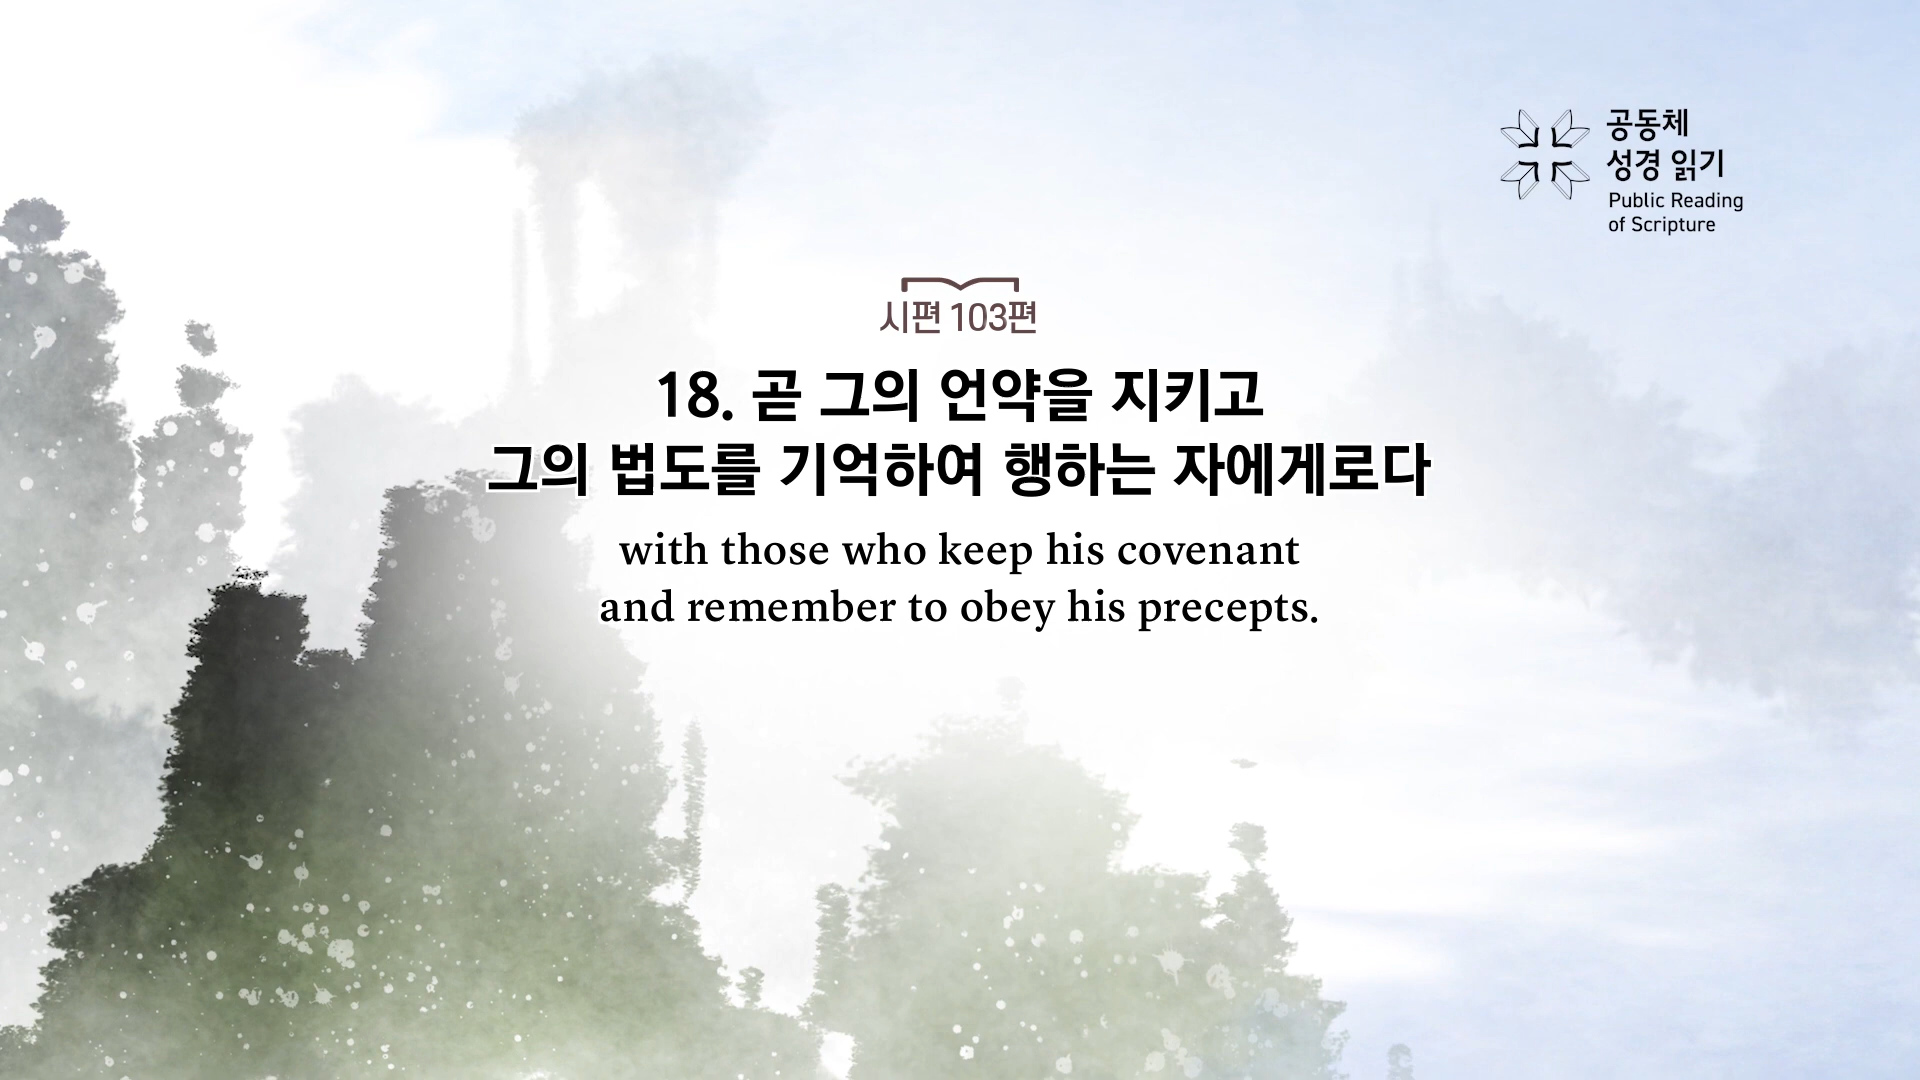 공동체
성경 읽기
Public Reading
of Scripture
시편 103편
18. 곧 그의 언약을 지키고
그의 법도를 기억하여 행하는 자에게로다
with those who keep his covenant
and remember to obey his precepts.